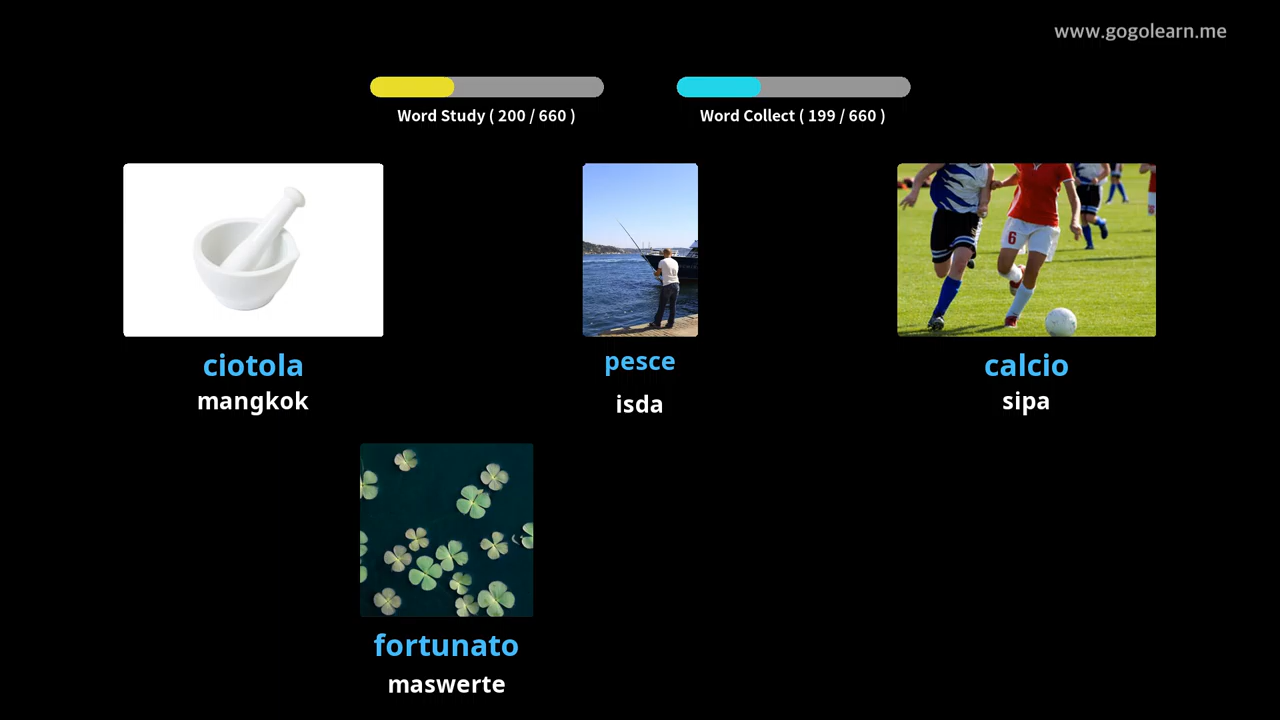 www.gogolearn.me
Word Study ( 200 / 660 )
Word Collect ( 199 / 660 )
ciotola
mangkok
pesce
isda
calcio
sipa
6
fortunato
maswerte